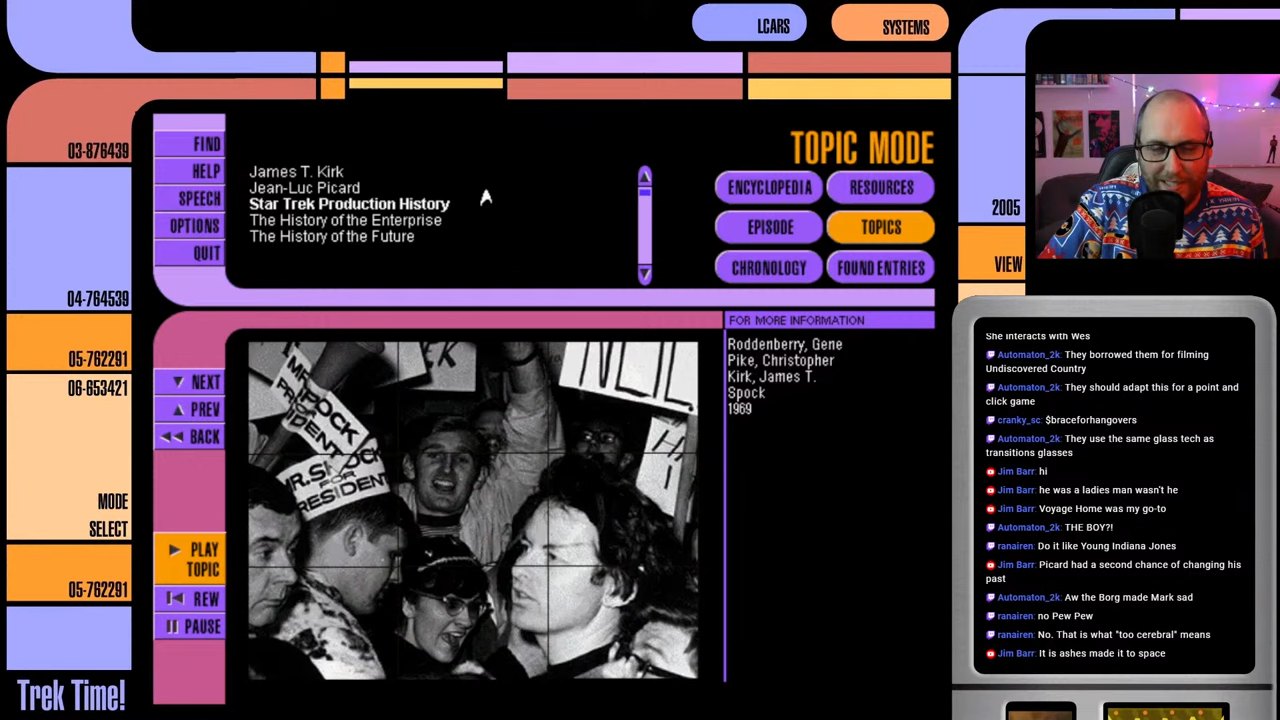 LCARS
SYSTEMS
03-876439
04-764539
05-762291
06-653421
MODE
SELECT
05-762291
Trek Time!
FIND
HELP
SPEECH
OPTIONS
QUIT
James T. Kirk
Jean-Luc Picard
Star Trek Production History
The History of the Enterprise
The History of the Future
TOPIC MODE
ENCYCLOPEDIA
RESOURCES
EPISODE
TOPICS
CHRONOLOGY
FOUND ENTRIES
2005
VIEW
NEXT
PREV
BACK
PLAY
TOPIC
REW
PAUSE
MR.SPOCK
FOR
PRESIDENT
FOR MORE INFORMATION
Roddenberry, Gene
Pike, Christopher
Kirk, James T.
Spock
1969
She interacts with Wes
Automaton_2k: They borrowed them for filming
Undiscovered Country
Automaton_2k: They should adapt this for a point and
click game
cranky_sc: $braceforhangovers
Automaton_2k: They use the same glass tech as
transitions glasses
Jim Barr: hi
Jim Barr: he was a ladies man wasn't he
Jim Barr: Voyage Home was my go-to
Automaton_2k: THE BOY?!
ranairen: Do it like Young Indiana Jones
Jim Barr: Picard had a second chance of changing his
past
Automaton_2k: Aw the Borg made Mark sad
ranairen: no Pew Pew
ranairen: No. That is what "too cerebral" means
Jim Barr: It is ashes made it to space